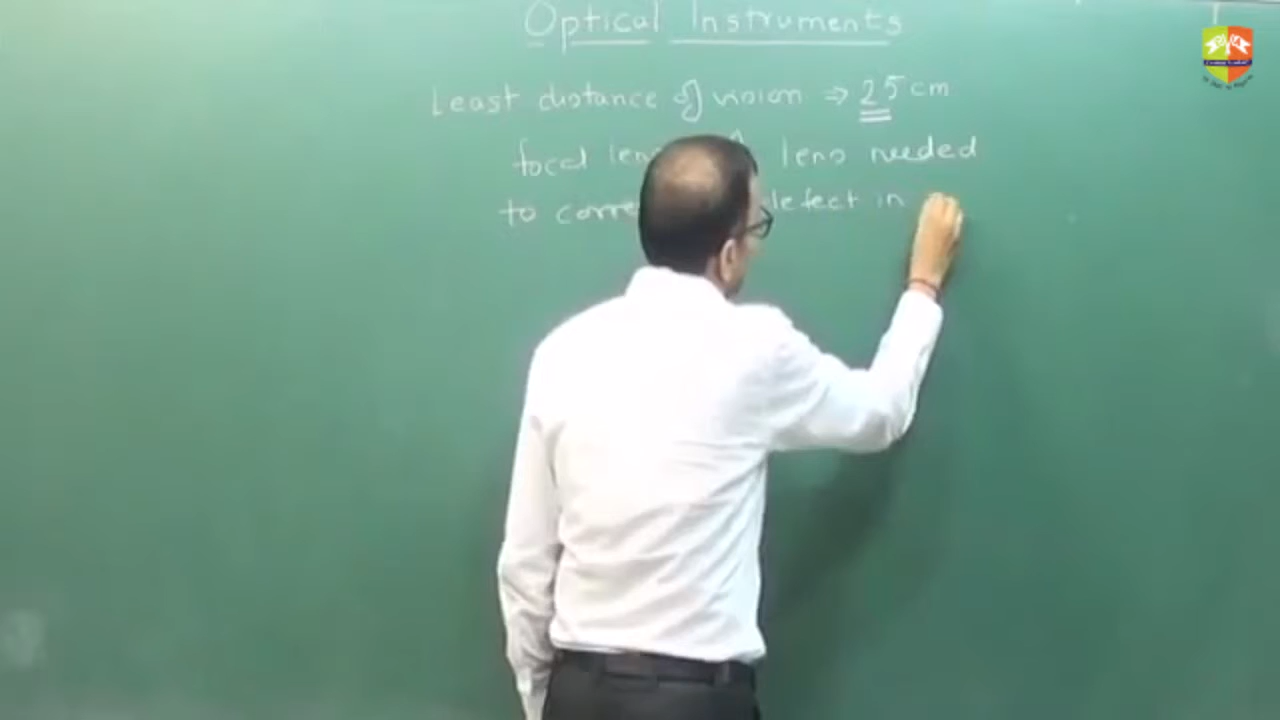 Optical Instruments
Least distance of vision ⇒ 25 cm
focal lens needed
to defect in